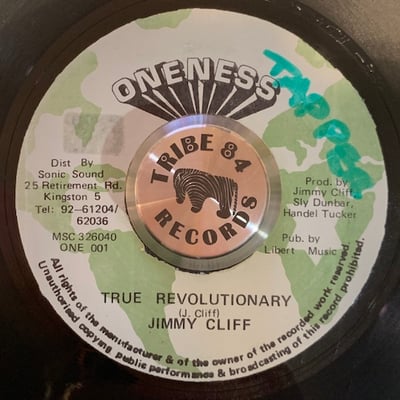 ONENESS
TAPPER
TRIBE 84
RECORDS
Dist By
Sonic Sound
25 Retirement Rd.
Kingston 5
Tel: 92-61204/
62036
MSC 326040
ONE 001
Prod. by
Jimmy Cliff,
Sly Dunbar,
Handel Tucker
Pub. by
Libert Music
TRUE REVOLUTIONARY
(J. Cliff)
JIMMY CLIFF
All rights of the manufacturer & of the owner of the recorded work reserved.
Unauthorised copying public performance & broadcasting of this record prohibited.